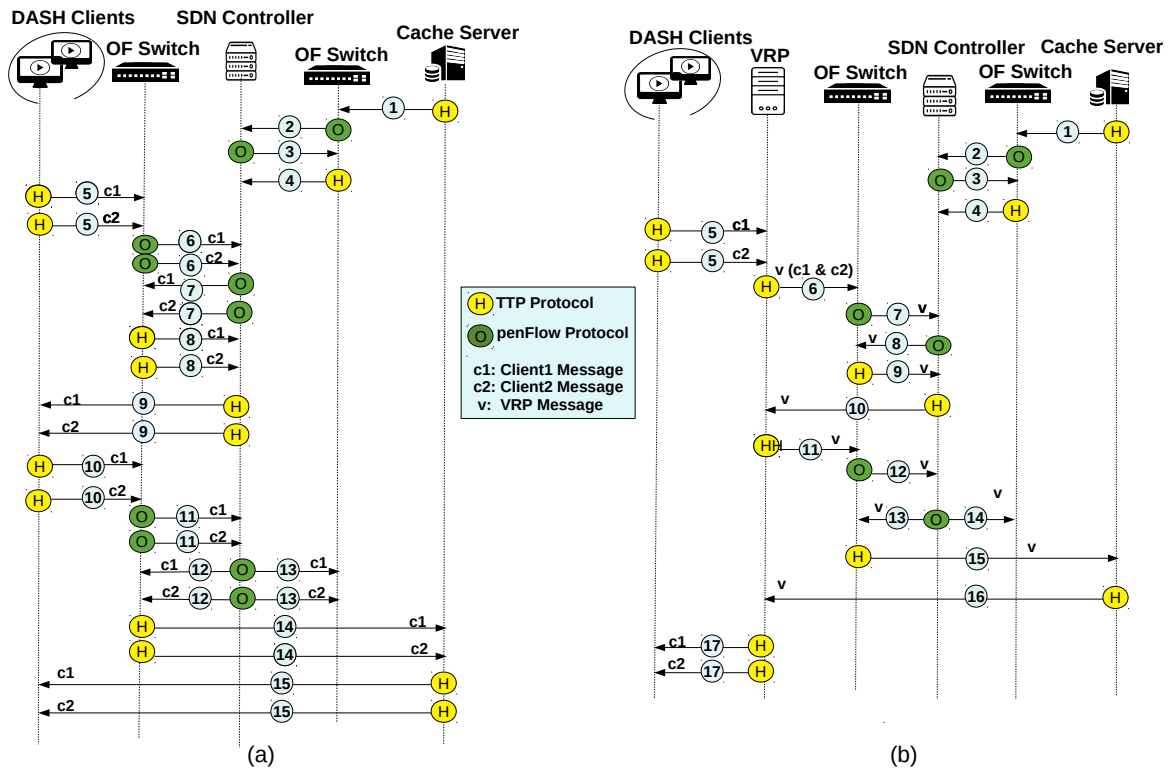 DASH Clients
SDN Controller
OF Switch
Cache Server
1
H
2
O
O
3
4
H
H
5
c1
H
5
c2
O
6
c1
O
6
c2
c1
7
O
c2
7
O
H
8
c1
H
8
c2
c1
9
H
c2
9
H
H
10
c1
H
10
c2
O
11
c1
O
11
c2
c1
12
O
13
c1
c2
12
O
13
c2
H
14
c1
H
14
c2
c1
15
H
c2
15
H
(a)
H TTP Protocol
O penFlow Protocol
c1: Client1 Message
c2: Client2 Message
v: VRP Message
DASH Clients
VRP
SDN Controller
Cache Server
OF Switch
OF Switch
1
H
2
O
O
3
4
H
H
5
c1
H
5
c2
v (c1 & c2)
H
6
O
7
v
v
8
O
H
9
v
v
10
H
HH
11
v
O
12
v
v
13
O
14
v
H
15
v
v
16
H
c1
17
H
c2
17
H
(b)